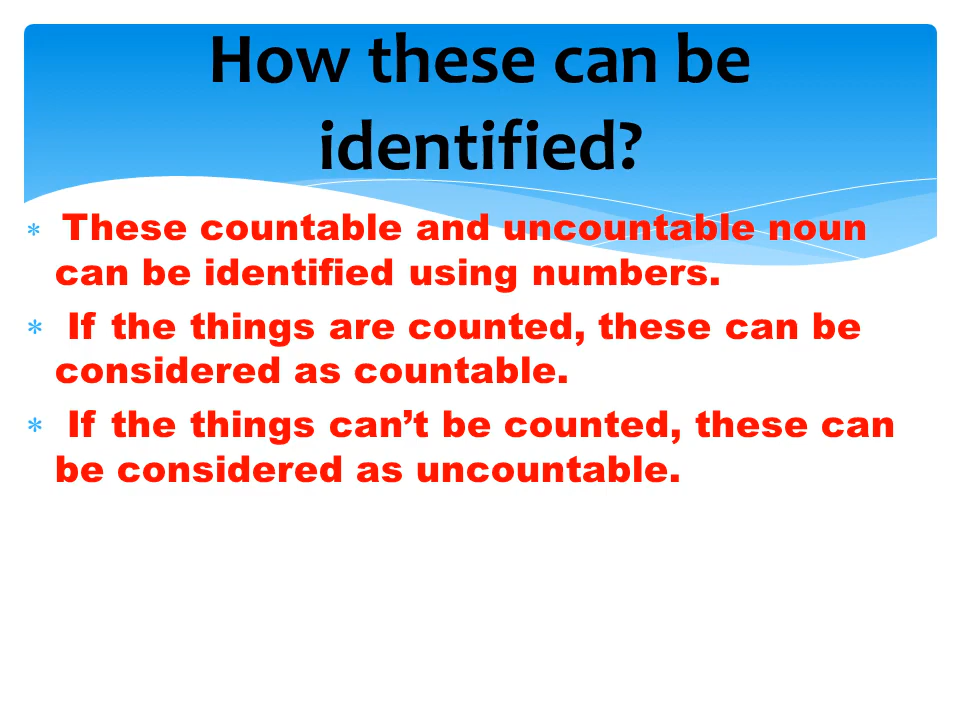 How these can be
identified?
* These countable and uncountable noun
can be identified using numbers.
* If the things are counted, these can be
considered as countable.
* If the things can’t be counted, these can
be considered as uncountable.